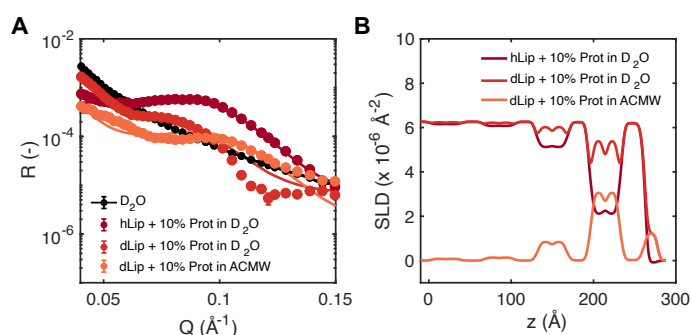 A
10⁻²
10⁻⁴
10⁻⁶
R (-)
D₂O
hLip + 10% Prot in D₂O
dLip + 10% Prot in D₂O
dLip + 10% Prot in ACMW
0.05
0.1
0.15
Q (Å⁻¹)
B
10
8
6
4
2
0
SLD (x 10⁻⁶ Å⁻²)
hLip + 10% Prot in D₂O
dLip + 10% Prot in D₂O
dLip + 10% Prot in ACMW
0
100
200
300
z (Å)